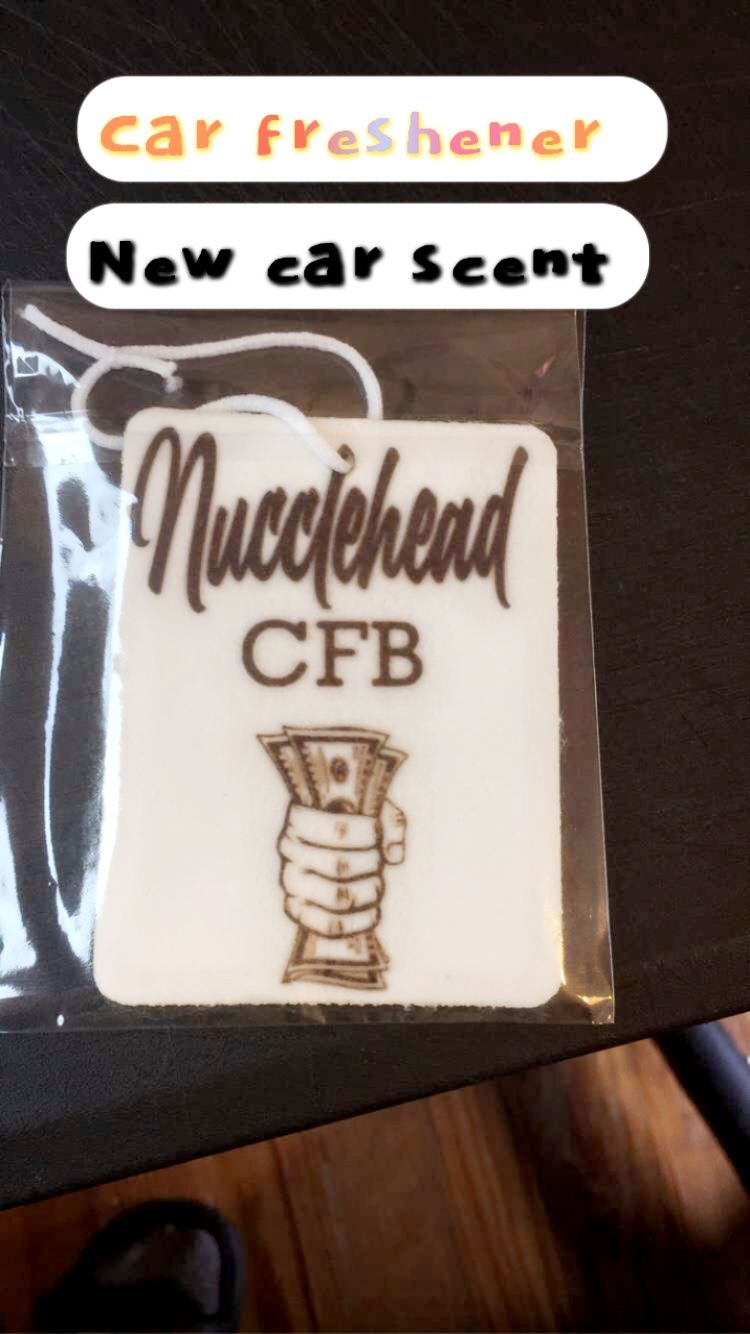 Car freshener
New car scent
Nucclehead
CFB